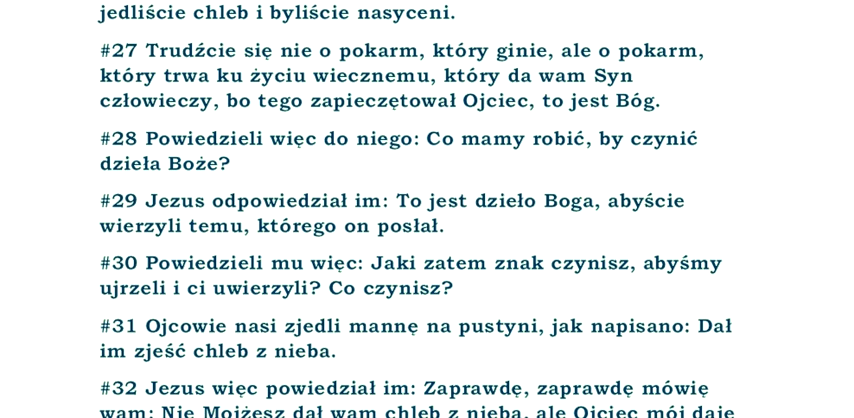 jedliście chleb i byliście nasyceni.
#27 Trudźcie się nie o pokarm, który ginie, ale o pokarm,
który trwa ku życiu wiecznemu, który da wam Syn
człowieczy, bo tego zapieczętował Ojciec, to jest Bóg.
#28 Powiedzieli więc do niego: Co mamy robić, by czynić
dzieła Boże?
#29 Jezus odpowiedział im: To jest dzieło Boga, abyście
wierzyli temu, którego on posłał.
#30 Powiedzieli mu więc: Jaki zatem znak czynisz, abyśmy
ujrzeli i ci uwierzyli? Co czynisz?
#31 Ojcowie nasi zjedli mannę na pustyni, jak napisano: Dał
im zjeść chleb z nieba.
#32 Jezus więc powiedział im: Zaprawdę, zaprawdę mówię
wam: Nie Mojżesz dał wam chleb z nieba, ale Ojciec mój daje